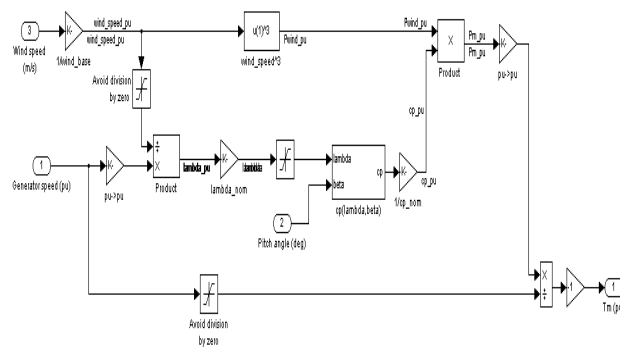 3
Wind speed
(m/s)
K-
1/wind_base
wind_speed_pu
wind_speed_pu
u(1)^3
wind_speed^3
Pwind_pu
Pwind_pu
Pwind_pu
X
Product
Pm_pu
Pm_pu
K-
pu->pu
Avoid division
by zero
1
Generator speed (pu)
K-
pu->pu
÷
X
Product
lambda_pu
K-
lambda_nom
lambda
lambda
beta
cp
cp(lambda,beta)
K-
1/cp_nom
cp_pu
cp_pu
2
Pitch angle (deg)
Avoid division
by zero
X
÷
-1
1
Tm (p